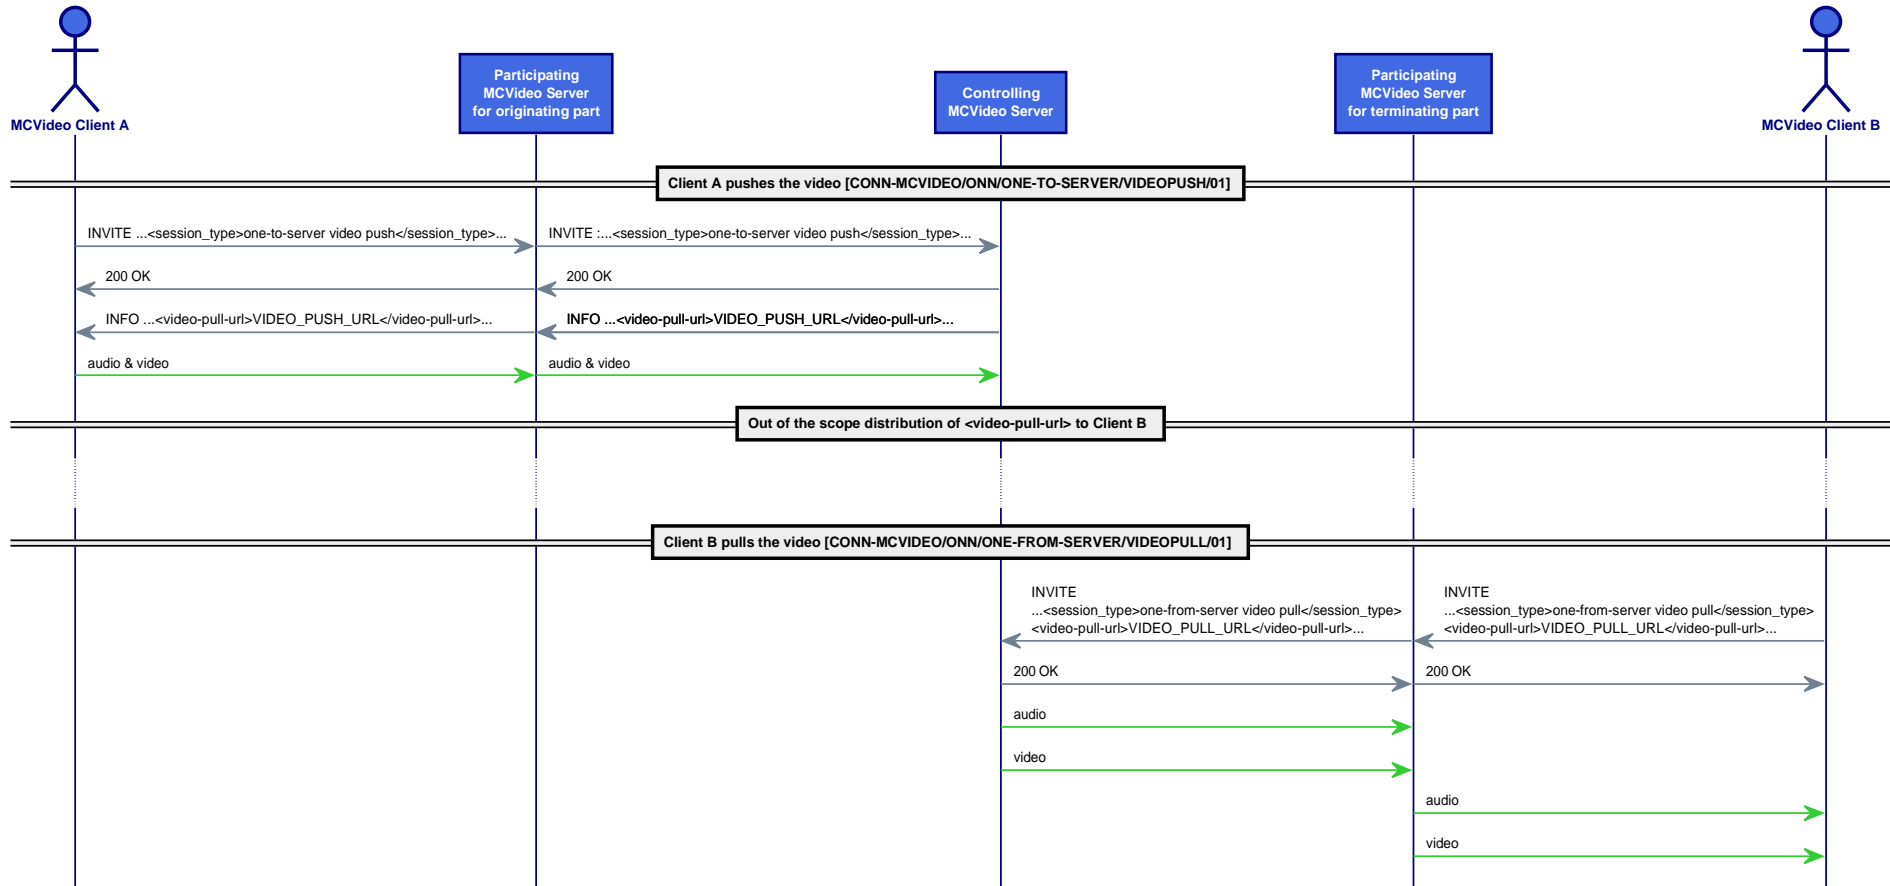 MCVideo Client A
Participating
MCVideo Server
for originating part
Controlling
MCVideo Server
Participating
MCVideo Server
for terminating part
MCVideo Client B
Client A pushes the video [CONN-MCVIDEO/ONN/ONE-TO-SERVER/VIDEOPUSH/01]
INVITE ...<session_type>one-to-server video push</session_type>...
INVITE :...<session_type>one-to-server video push</session_type>...
200 OK
200 OK
INFO ...<video-pull-url>VIDEO_PUSH_URL</video-pull-url>...
INFO ...<video-pull-url>VIDEO_PUSH_URL</video-pull-url>...
audio & video
audio & video
Out of the scope distribution of <video-pull-url> to Client B
Client B pulls the video [CONN-MCVIDEO/ONN/ONE-FROM-SERVER/VIDEOPULL/01]
INVITE
...<session_type>one-from-server video pull</session_type>
<video-pull-url>VIDEO_PULL_URL</video-pull-url>...
INVITE
...<session_type>one-from-server video pull</session_type>
<video-pull-url>VIDEO_PULL_URL</video-pull-url>...
200 OK
200 OK
audio
video
audio
video